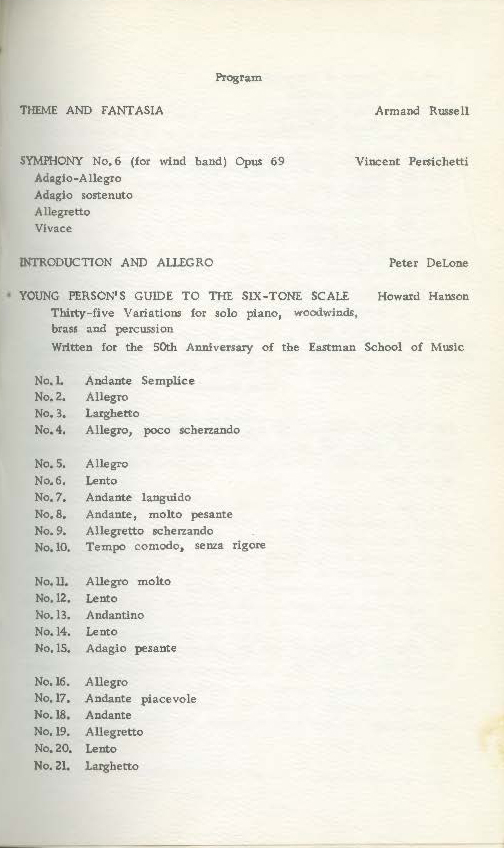 Program
THEME AND FANTASIA Armand Russell
SYMPHONY No. 6 (for wind band) Opus 69 Vincent Persichetti
Adagio-Allegro
Adagio sostenuto
Allegretto
Vivace
INTRODUCTION AND ALLEGRO Peter DeLone
* YOUNG PERSON'S GUIDE TO THE SIX-TONE SCALE Howard Hanson
Thirty-five Variations for solo piano, woodwinds,
brass and percussion
Written for the 50th Anniversary of the Eastman School of Music
No. 1. Andante Semplice
No. 2. Allegro
No. 3. Larghetto
No. 4. Allegro, poco scherzando
No. 5. Allegro
No. 6. Lento
No. 7. Andante languido
No. 8. Andante, molto pesante
No. 9. Allegretto scherzando
No. 10. Tempo comodo, senza rigore
No. 11. Allegro molto
No. 12. Lento
No. 13. Andantino
No. 14. Lento
No. 15. Adagio pesante
No. 16. Allegro
No. 17. Andante piacevole
No. 18. Andante
No. 19. Allegretto
No. 20. Lento
No. 21. Larghetto